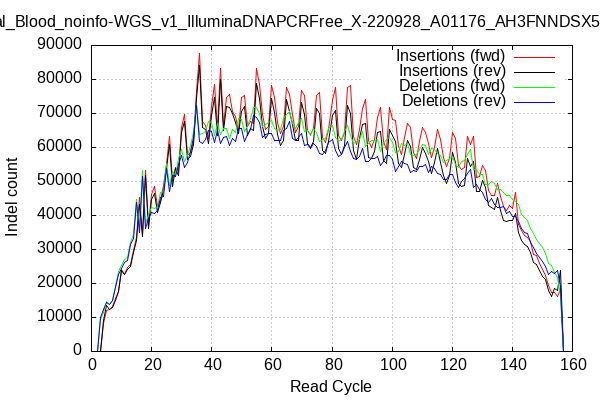 al_Blood_noinfo-WGS_v1_IlluminaDNAPCRFree_X-220928_A01176_AH3FNNDSX5
90000
80000
70000
60000
50000
40000
30000
20000
10000
0
Indel count
Insertions (fwd)
Insertions (rev)
Deletions (fwd)
Deletions (rev)
0 20 40 60 80 100 120 140 160
Read Cycle